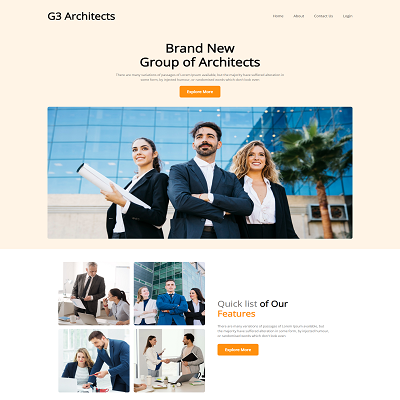 G3 Architects
Home About Contact Us Login
Brand New
Group of Architects
There are many variations of passages of Lorem Ipsum available, but the majority have suffered alteration in
some form, by injected humour, or randomised words which don't look even.
Explore More
Quick list of Our
Features
There are many variations of passages of Lorem Ipsum available, but
the majority have suffered alteration in some form, by injected humour,
or randomised words which don't look even.
Explore More